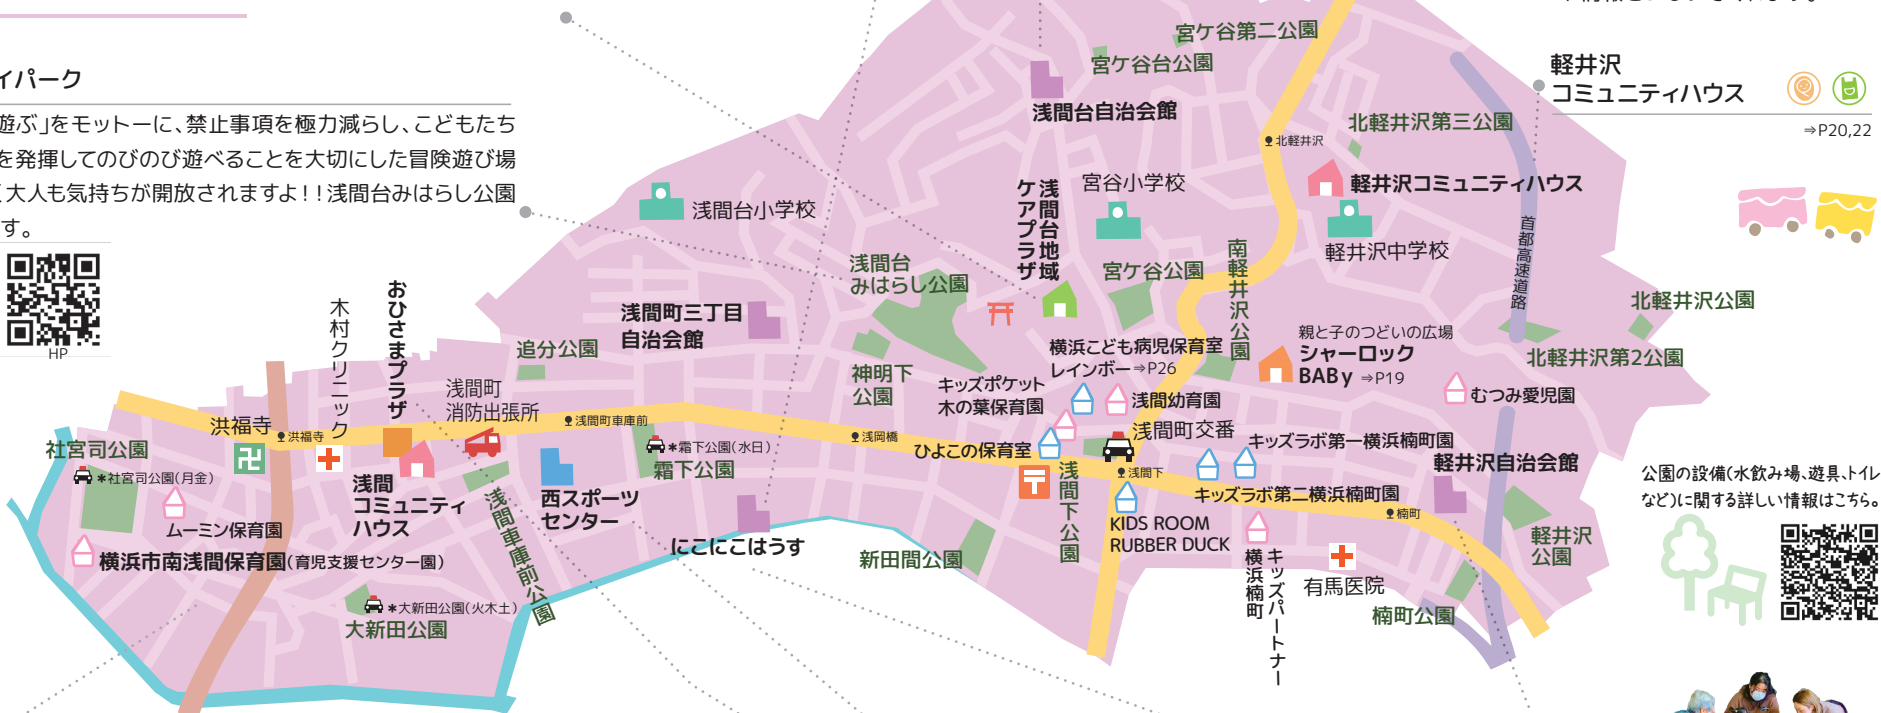 イパーク
遊ぶ」をモットーに、禁止事項を極力減らし、こどもたち
を発揮してのびのび遊べることを大切にした冒険遊び場
大人も気持ちが開放されますよ！！浅間台みはらし公園
す。
HP
軽井沢
コミュニティハウス
⇒P20,22
宮ケ谷第二公園
宮ケ谷台公園
浅間台自治会館
北軽井沢
北軽井沢第三公園
軽井沢コミュニティハウス
軽井沢中学校
首都高速道路
浅間台小学校
浅間台地域
ケアプラザ
宮谷小学校
宮ケ谷公園
南軽井沢公園
浅間台
みはらし公園
浅間町三丁目
自治会館
北軽井沢公園
北軽井沢第2公園
親と子のつどいの広場
シャーロック
BABy ⇒P19
むつみ愛児園
横浜こども病児保育室
レインボー⇒P26
キッズポケット
木の葉保育園
浅間幼育園
浅間町交番
ひよこの保育室
神明下
公園
追分公園
浅間町
消防出張所
おひさまプラザ
木村クリニック
洪福寺
洪福寺
浅間町車庫前
浅岡橋
浅間下
社宮司公園
＊社宮司公園(月金)
ムーミン保育園
横浜市南浅間保育園(育児支援センター園)
浅間
コミュニティ
ハウス
浅間車庫前公園
西スポーツ
センター
＊霜下公園(水日)
霜下公園
にこにこはうす
＊大新田公園(火木土)
大新田公園
新田間公園
浅間下公園
KIDS ROOM
RUBBER DUCK
キッズラボ第一横浜楠町園
キッズラボ第二横浜楠町園
軽井沢自治会館
楠町
キッズパートナー
横浜楠町
有馬医院
楠町公園
軽井沢
公園
公園の設備(水飲み場、遊具、トイレ
など)に関する詳しい情報はこちら。